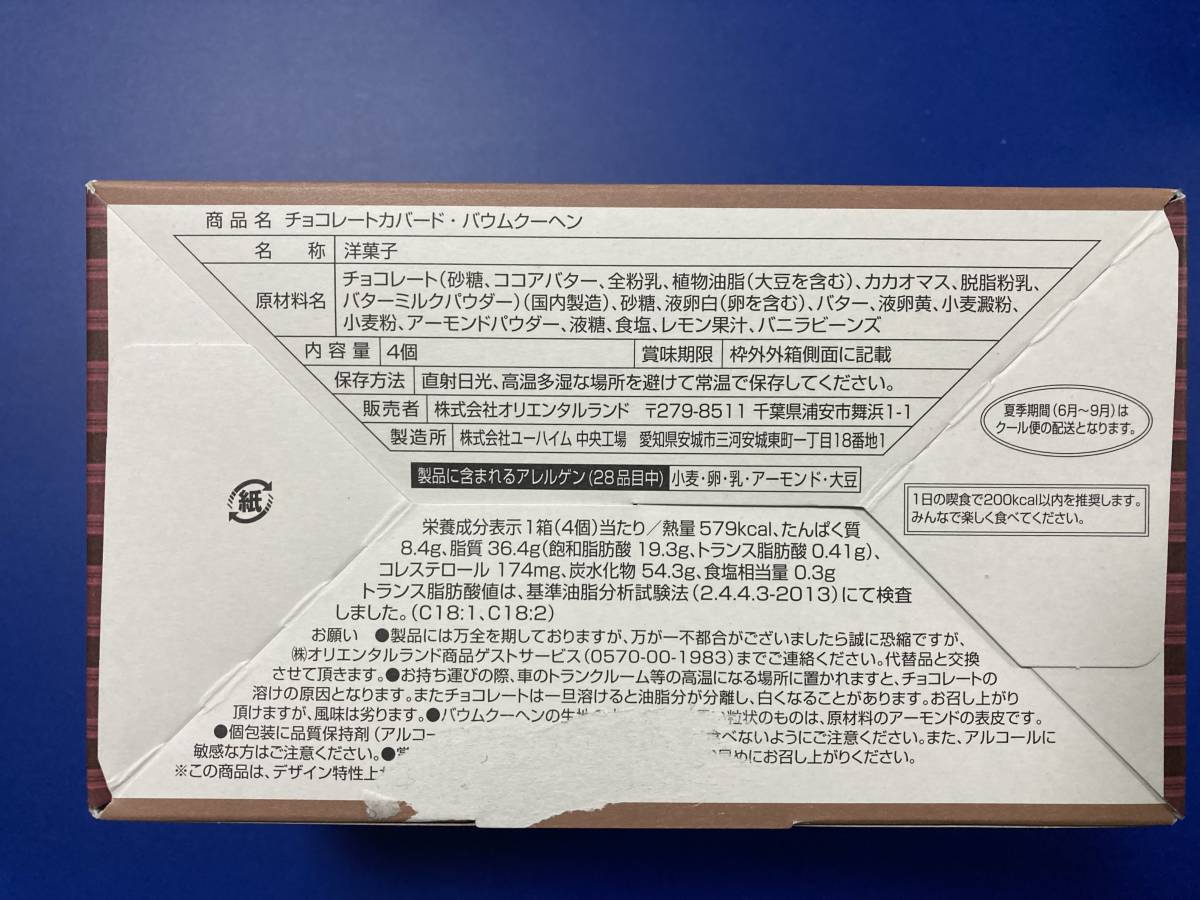 商品名 チョコレートカバード・バウムクーヘン
名称 洋菓子
原材料名 チョコレート(砂糖、ココアバター、全粉乳、植物油脂(大豆を含む)、カカオマス、脱脂粉乳、
バターミルクパウダー)(国内製造)、砂糖、液卵白(卵を含む)、バター、液卵黄、小麦澱粉、
小麦粉、アーモンドパウダー、液糖、食塩、レモン果汁、バニラビーンズ
内容量 4個 賞味期限 枠外外箱側面に記載
保存方法 直射日光、高温多湿な場所を避けて常温で保存してください。
販売者 株式会社オリエンタルランド 〒279-8511 千葉県浦安市舞浜1-1
製造所 株式会社ユーハイム 中央工場 愛知県安城市三河安城東町一丁目18番地1
夏季期間(6月〜9月)は
クール便の配送となります。
製品に含まれるアレルゲン(28品目中) 小麦・卵・乳・アーモンド・大豆
1日の喫食で200kcal以内を推奨します。
みんなで楽しく食べてください。
紙
栄養成分表示 1箱(4個)当たり/熱量 579kcal、たんぱく質
8.4g、脂質 36.4g(飽和脂肪酸 19.3g、トランス脂肪酸 0.41g)、
コレステロール 174mg、炭水化物 54.3g、食塩相当量 0.3g
トランス脂肪酸値は、基準油脂分析試験法(2.4.4.3-2013)にて検査
しました。(C18:1、C18:2)
お願い ●製品には万全を期しておりますが、万が一不都合がございましたら誠に恐縮ですが、
㈱オリエンタルランド商品ゲストサービス(0570-00-1983)までご連絡ください。代替品と交換
させて頂きます。●お持ち運びの際、車のトランクルーム等の高温になる場所に置かれますと、チョコレートの
溶けの原因となります。またチョコレートは一旦溶けると油脂分が分離し、白くなることがあります。お召し上がり
頂けますが、風味は劣ります。●バウムクーヘンの生地 粒状のものは、原材料のアーモンドの表皮です。
●個包装に品質保持剤(アルコー 食べないようにご注意ください。また、アルコールに
敏感な方はご注意ください。● めにお召し上がりください。
※この商品は、デザイン特性上